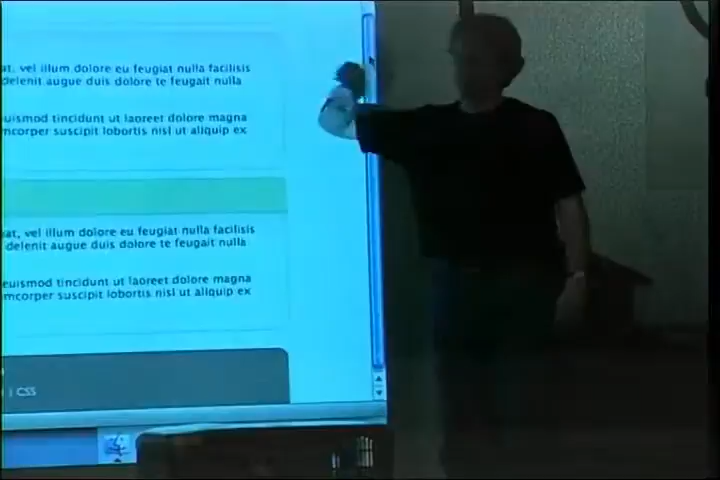 at, vel illum dolore eu feugiat nulla facilisis
delenit augue duis dolore te feugait nulla
uismod tincidunt ut laoreet dolore magna
mcorper suscipit lobortis nisl ut aliquip ex
at, vel illum dolore eu feugiat nulla facilisis
delenit augue duis dolore te feugait nulla
euismod tincidunt ut laoreet dolore magna
mcorper suscipit lobortis nisl ut aliquip ex
| CSS